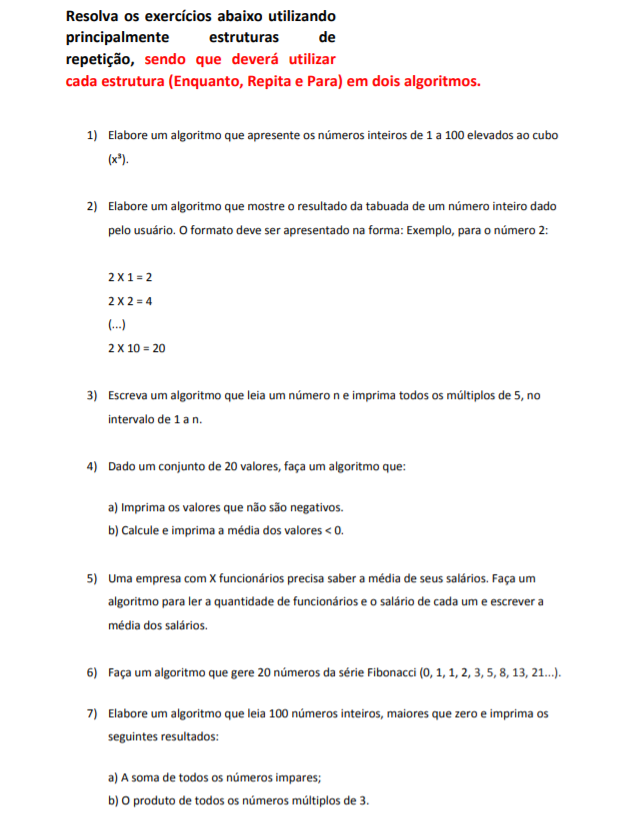 Resolva os exercícios abaixo utilizando
principalmente estruturas de
repetição, sendo que deverá utilizar
cada estrutura (Enquanto, Repita e Para) em dois algoritmos.
1) Elabore um algoritmo que apresente os números inteiros de 1 a 100 elevados ao cubo
(x³).
2) Elabore um algoritmo que mostre o resultado da tabuada de um número inteiro dado
pelo usuário. O formato deve ser apresentado na forma: Exemplo, para o número 2:
2 X 1 = 2
2 X 2 = 4
(...)
2 X 10 = 20
3) Escreva um algoritmo que leia um número n e imprima todos os múltiplos de 5, no
intervalo de 1 a n.
4) Dado um conjunto de 20 valores, faça um algoritmo que:
a) Imprima os valores que não são negativos.
b) Calcule e imprima a média dos valores < 0.
5) Uma empresa com X funcionários precisa saber a média de seus salários. Faça um
algoritmo para ler a quantidade de funcionários e o salário de cada um e escrever a
média dos salários.
6) Faça um algoritmo que gere 20 números da série Fibonacci (0, 1, 1, 2, 3, 5, 8, 13, 21...).
7) Elabore um algoritmo que leia 100 números inteiros, maiores que zero e imprima os
seguintes resultados:
a) A soma de todos os números impares;
b) O produto de todos os números múltiplos de 3.